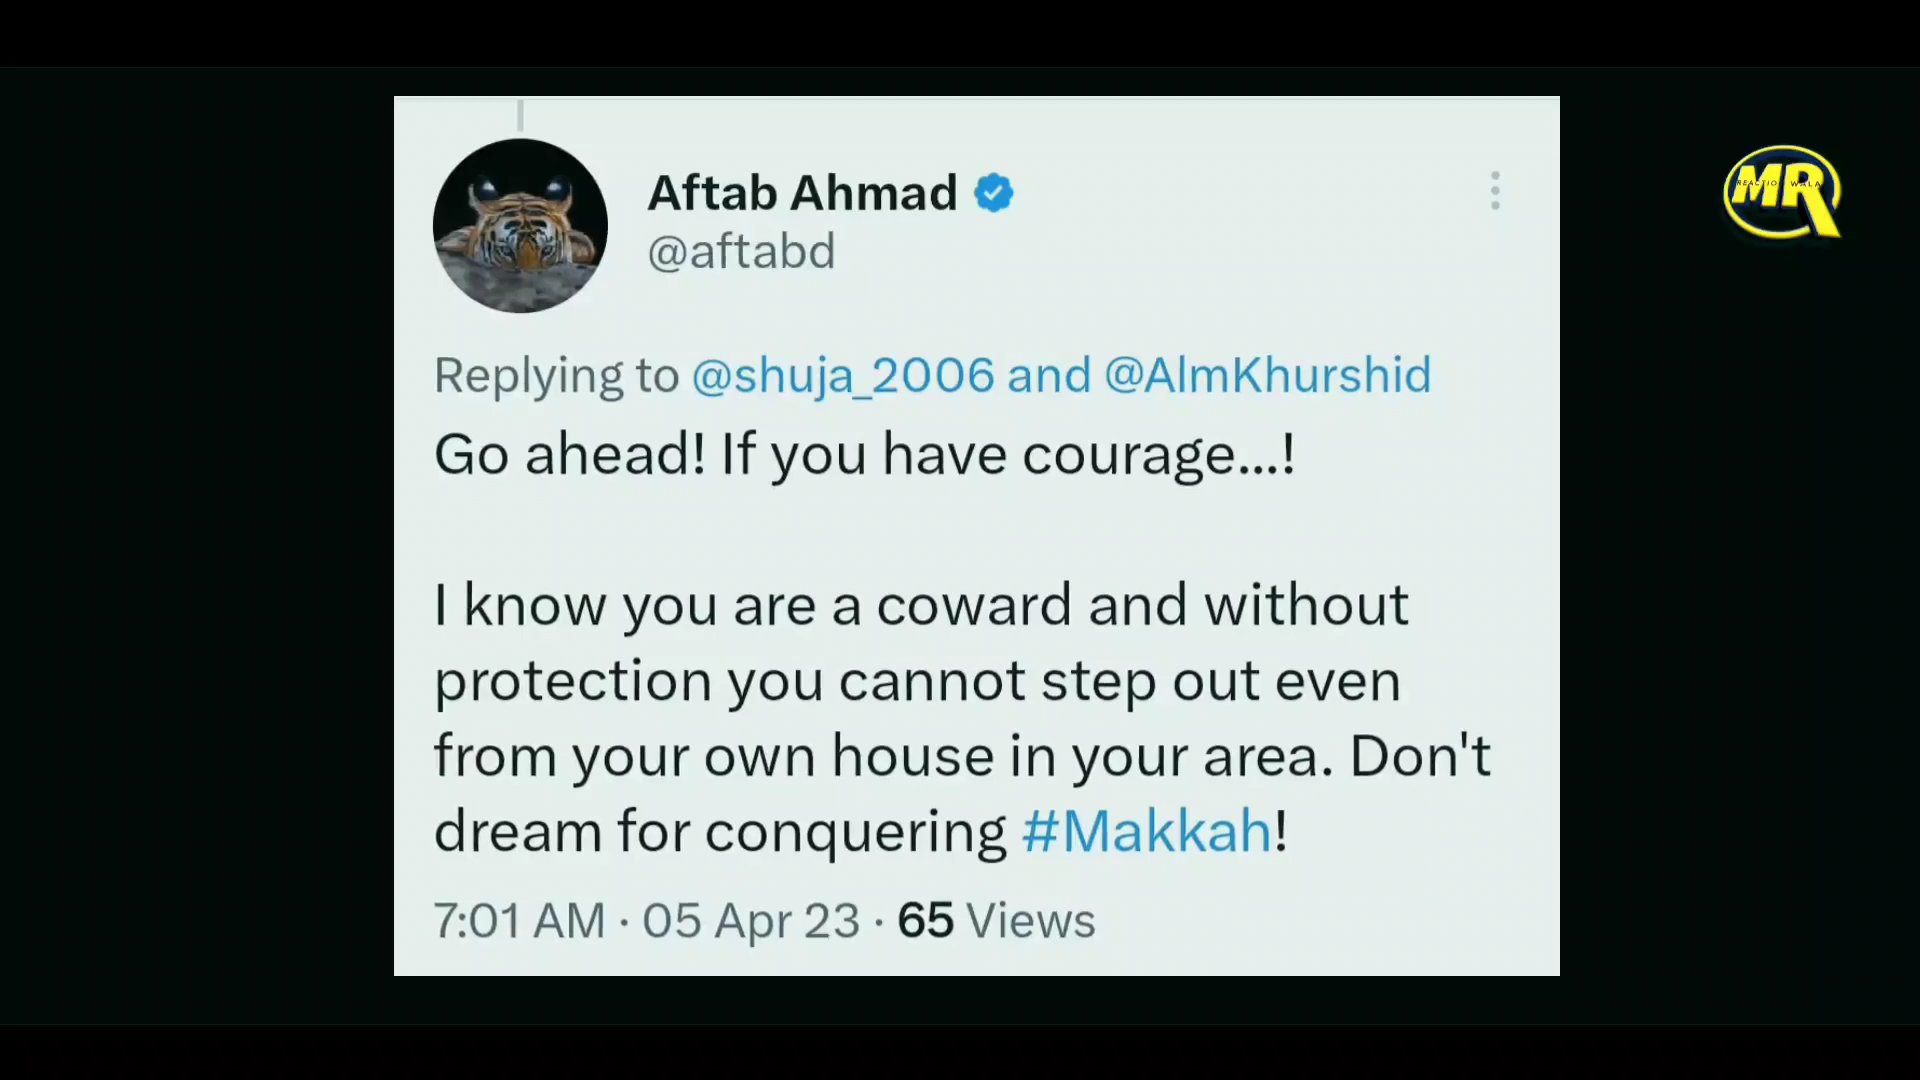 Aftab Ahmad
@aftabd
MR
REACTION WALA
Replying to @shuja_2006 and @AlmKhurshid
Go ahead! If you have courage...!
I know you are a coward and without
protection you cannot step out even
from your own house in your area. Don't
dream for conquering #Makkah!
7:01 AM · 05 Apr 23 · 65 Views